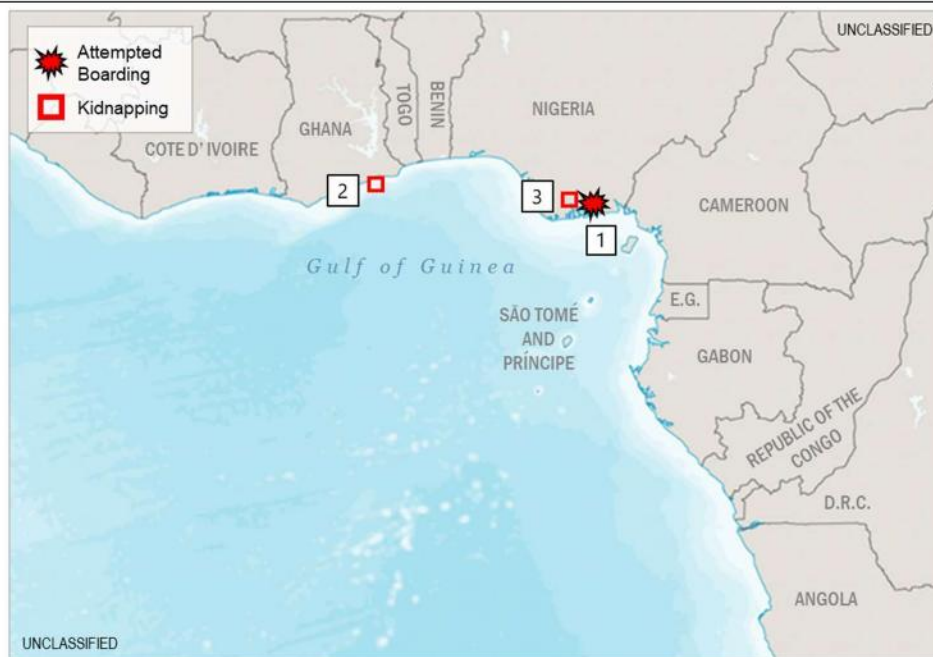 UNCLASSIFIED
Attempted
Boarding
Kidnapping
COTE D' IVOIRE
GHANA
TOGO
BENIN
NIGERIA
CAMEROON
2
3
1
Gulf of Guinea
SÃO TOMÉ
AND
PRÍNCIPE
E.G.
GABON
REPUBLIC OF THE
CONGO
D.R.C.
ANGOLA
UNCLASSIFIED